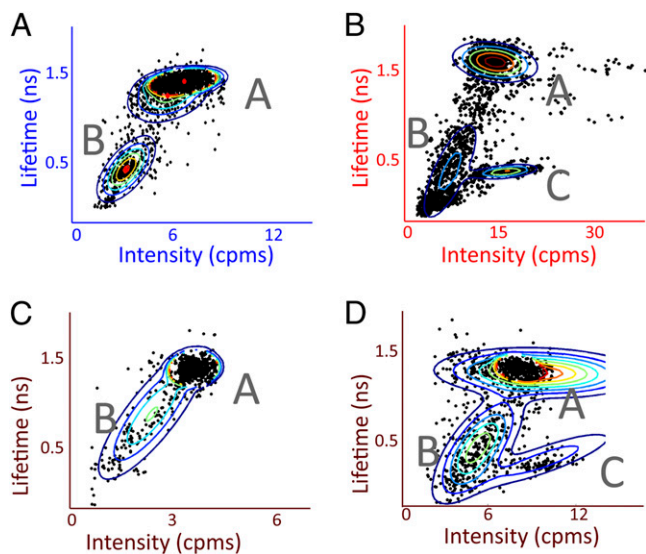 A
Lifetime (ns)
1.5
0.5
A
B
0 6 12
Intensity (cpms)
B
Lifetime (ns)
1.5
0.5
A
B
C
0 15 30
Intensity (cpms)
C
Lifetime (ns)
1.5
0.5
A
B
0 3 6
Intensity (cpms)
D
Lifetime (ns)
1.5
0.5
A
B
C
0 6 12
Intensity (cpms)